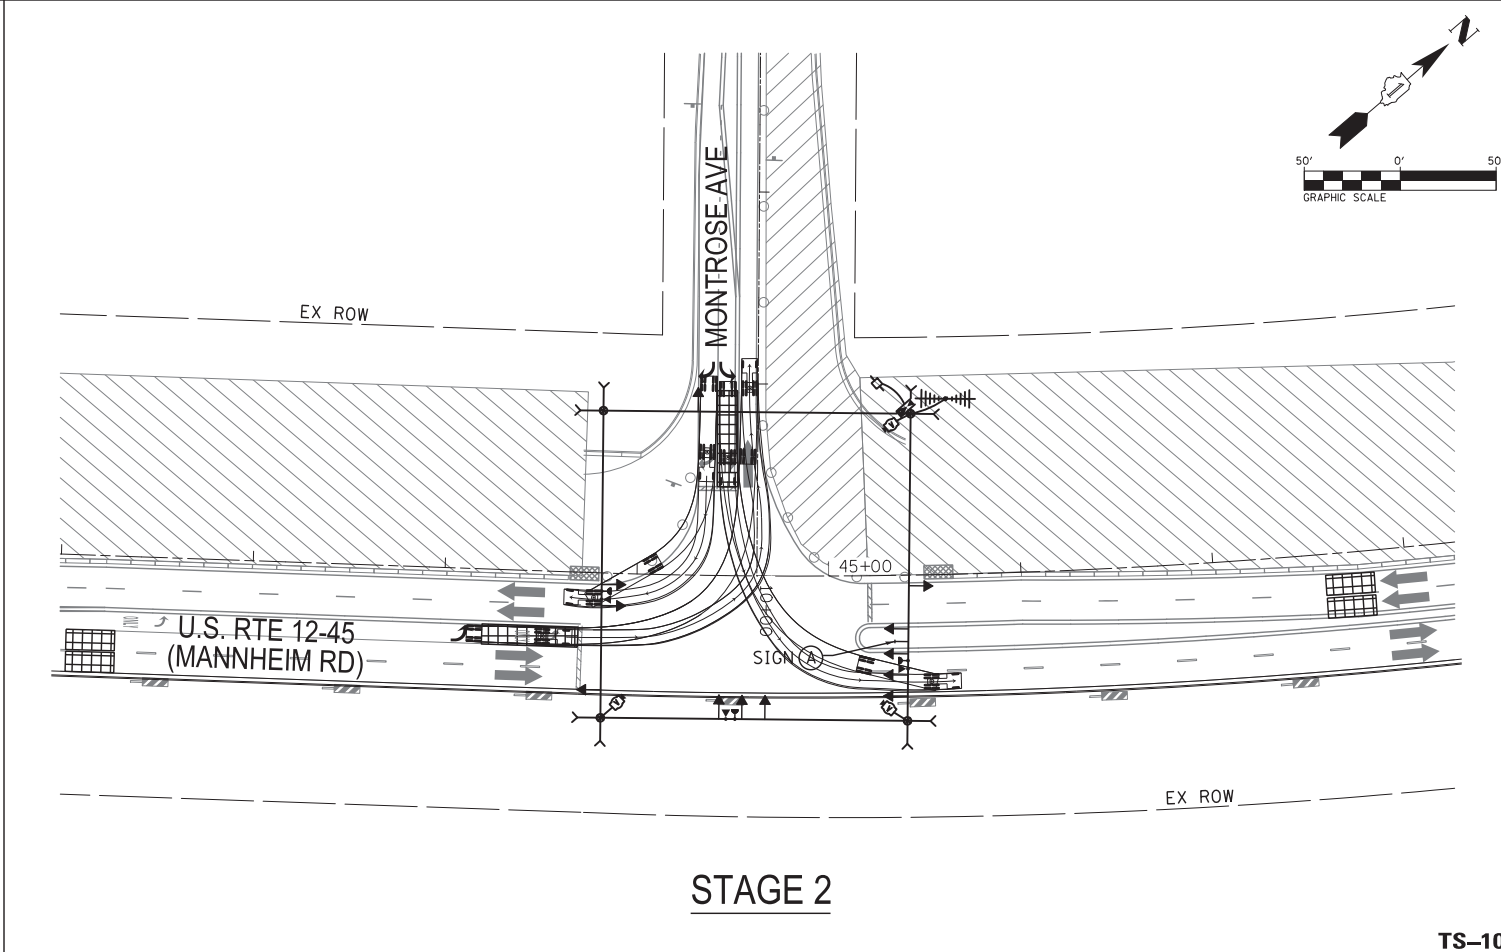 N
1
50' 0' 50
GRAPHIC SCALE
MONTROSE AVE
EX ROW
45+00
U.S. RTE 12-45
(MANNHEIM RD)
SIGN A
EX ROW
STAGE 2
TS-10